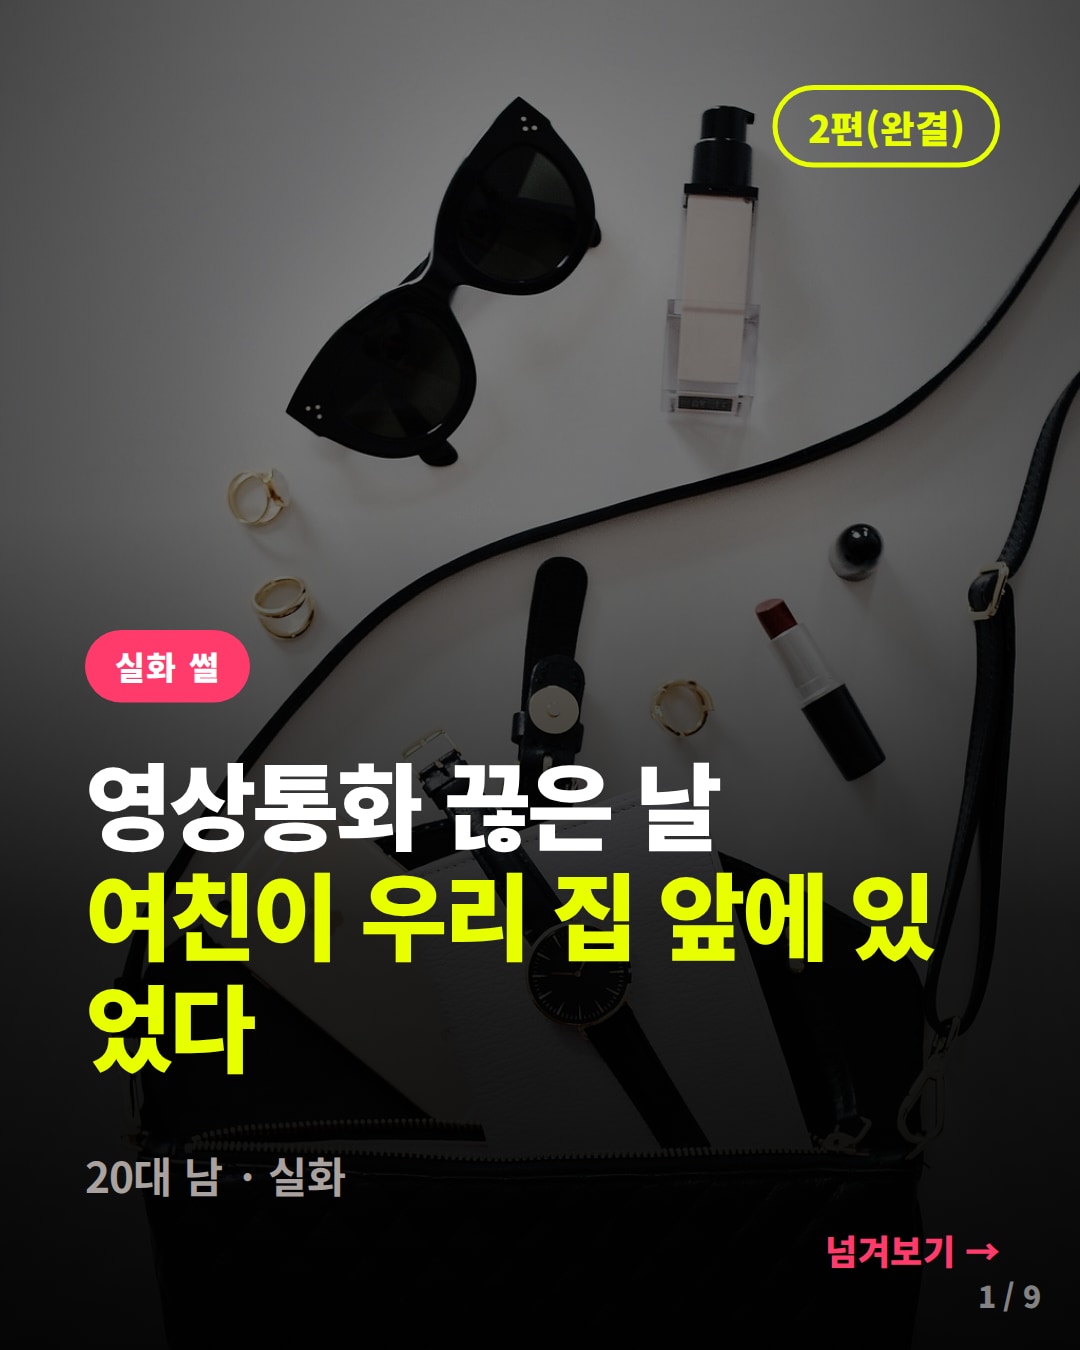 2편(완결)
실화 썰
영상통화 끊은 날
여친이 우리 집 앞에 있
었다
20대 남 · 실화
넘겨보기 →
1 / 9